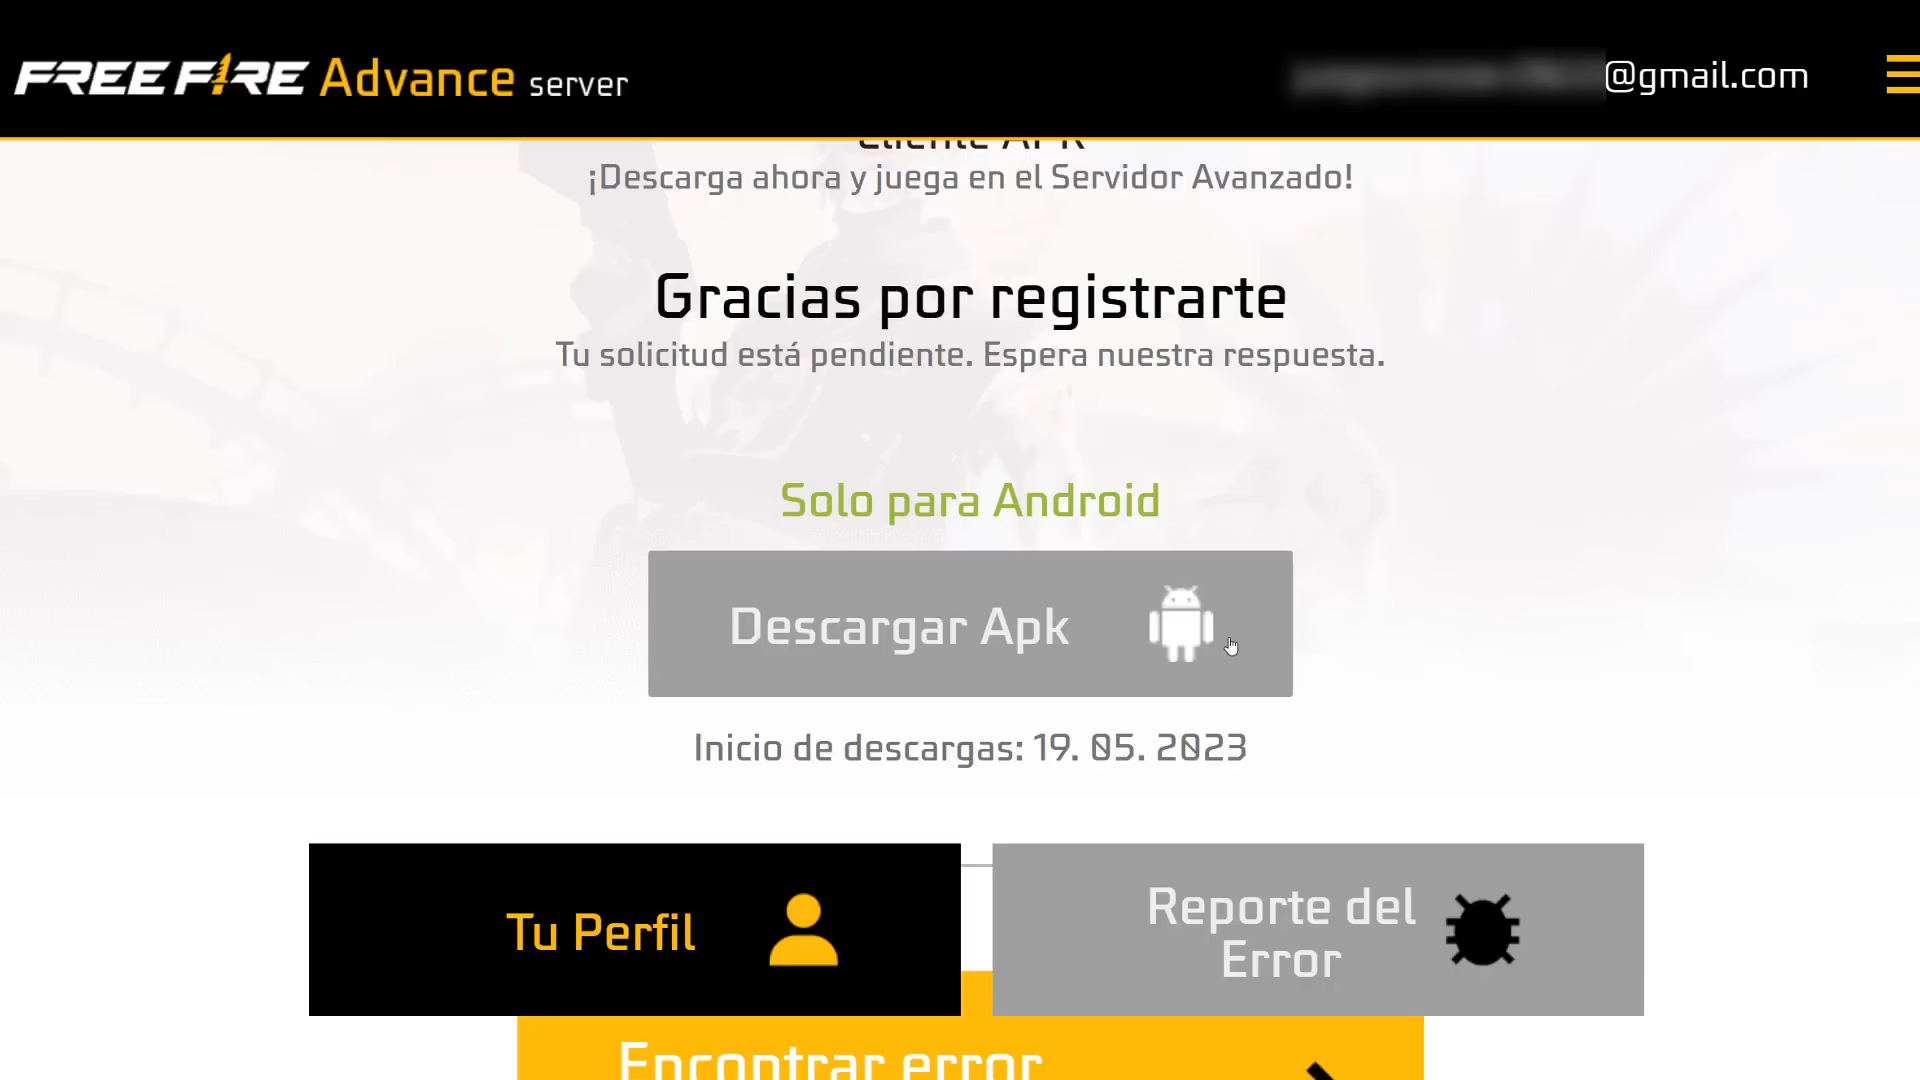 FREE FIRE Advance server
@gmail.com
Cliente APK
¡Descarga ahora y juega en el Servidor Avanzado!
Gracias por registrarte
Tu solicitud está pendiente. Espera nuestra respuesta.
Solo para Android
Descargar Apk
Inicio de descargas: 19. 05. 2023
Tu Perfil
Reporte del
Error
Encontrar error